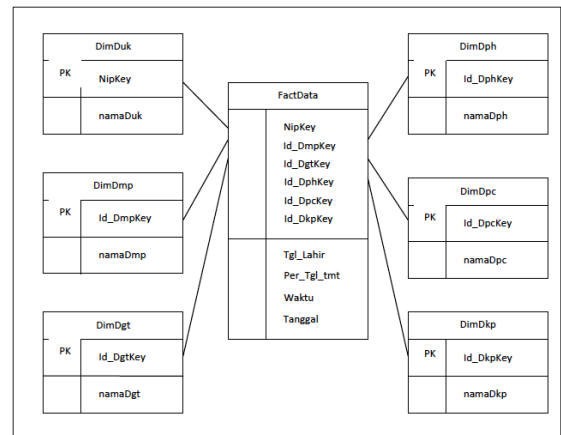 DimDuk
PK
NipKey
namaDuk
DimDmp
PK
Id_DmpKey
namaDmp
DimDgt
PK
Id_DgtKey
namaDgt
FactData
NipKey
Id_DmpKey
Id_DgtKey
Id_DphKey
Id_DpcKey
Id_DkpKey
Tgl_Lahir
Per_Tgl_tmt
Waktu
Tanggal
DimDph
PK
Id_DphKey
namaDph
DimDpc
PK
Id_DpcKey
namaDpc
DimDkp
PK
Id_DkpKey
namaDkp